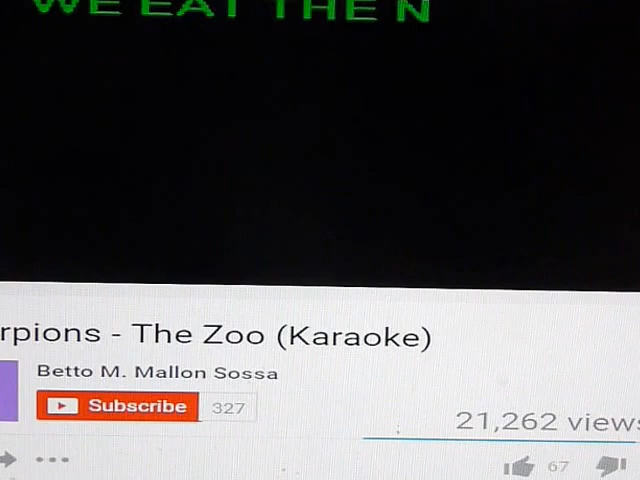 WE EAT THE N
rpions - The Zoo (Karaoke)
Betto M. Mallon Sossa
Subscribe 327
21,262 views
67